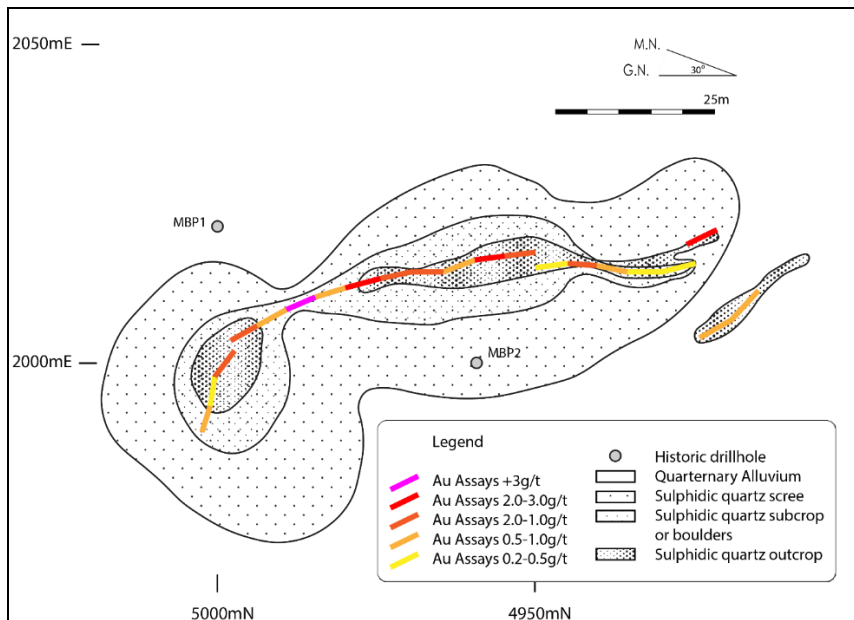 2050mE
M.N.
G.N.
30°
25m
MBP1
2000mE
MBP2
Legend
Au Assays +3g/t
Au Assays 2.0-3.0g/t
Au Assays 2.0-1.0g/t
Au Assays 0.5-1.0g/t
Au Assays 0.2-0.5g/t
Historic drillhole
Quarternary Alluvium
Sulphidic quartz scree
Sulphidic quartz subcrop
or boulders
Sulphidic quartz outcrop
5000mN
4950mN